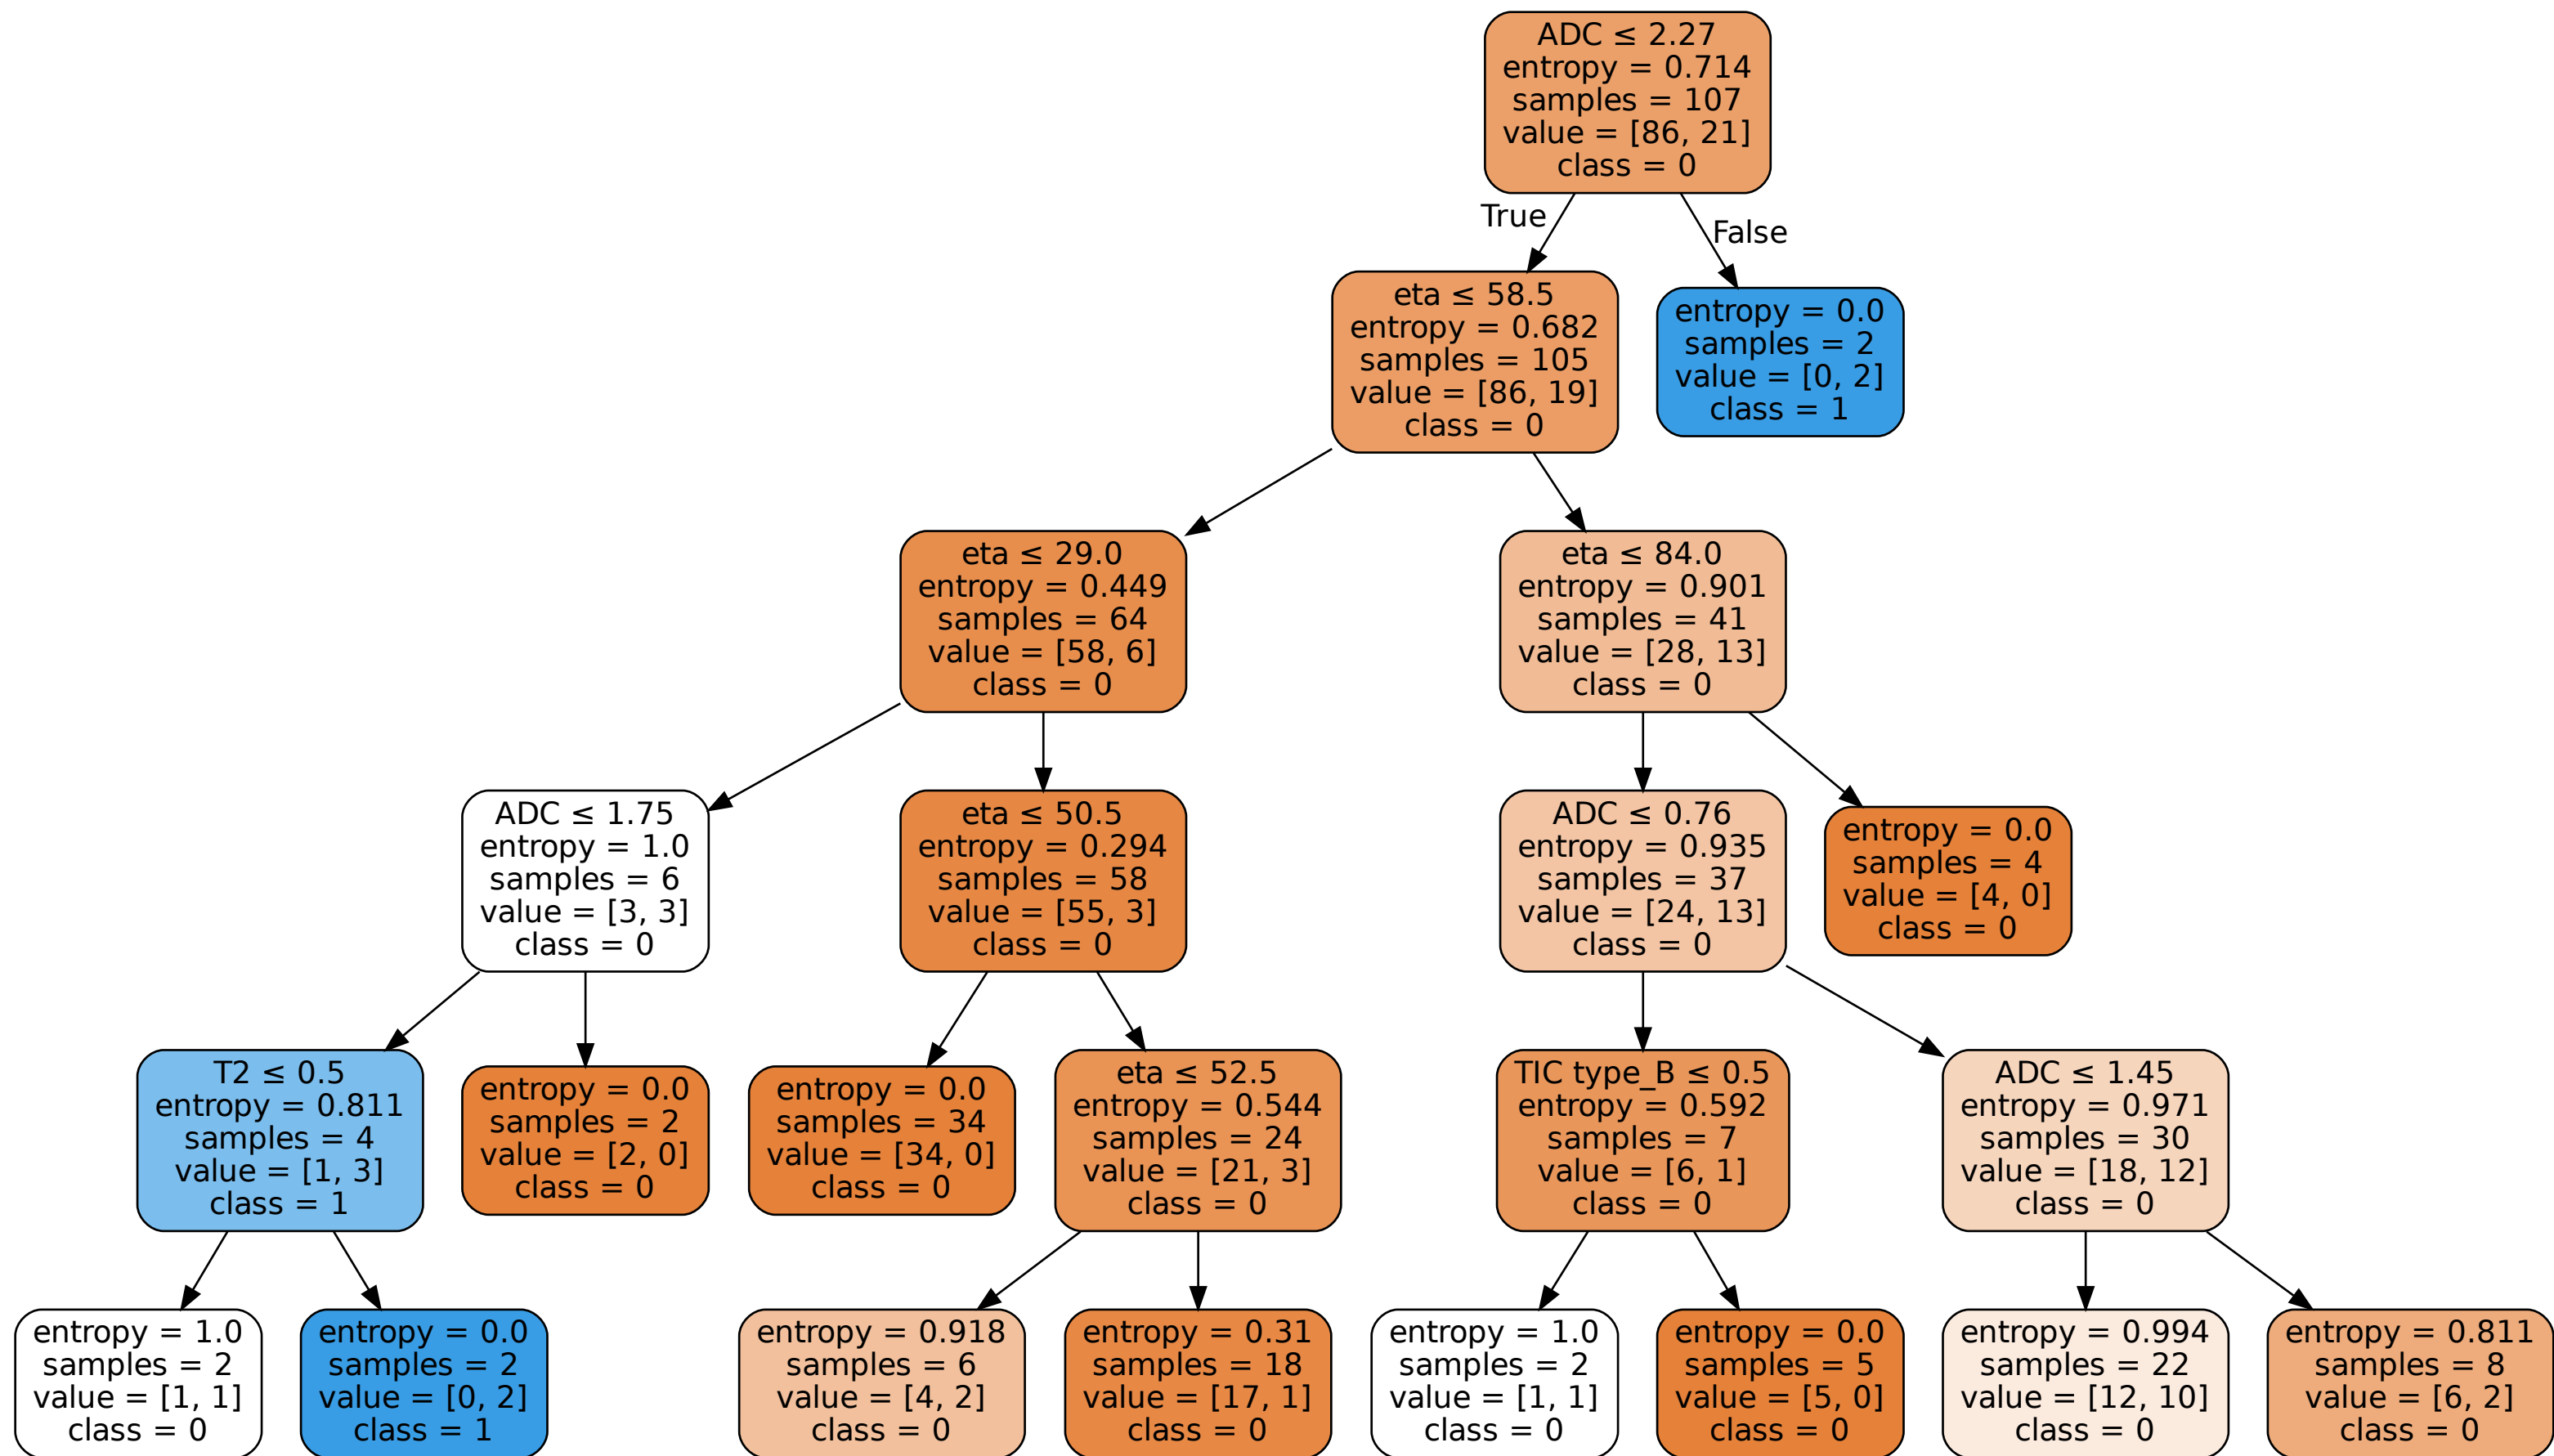 ADC ≤ 2.27
entropy = 0.714
samples = 107
value = [86, 21]
class = 0
True
False
eta ≤ 58.5
entropy = 0.682
samples = 105
value = [86, 19]
class = 0
entropy = 0.0
samples = 2
value = [0, 2]
class = 1
eta ≤ 29.0
entropy = 0.449
samples = 64
value = [58, 6]
class = 0
eta ≤ 84.0
entropy = 0.901
samples = 41
value = [28, 13]
class = 0
ADC ≤ 1.75
entropy = 1.0
samples = 6
value = [3, 3]
class = 0
eta ≤ 50.5
entropy = 0.294
samples = 58
value = [55, 3]
class = 0
ADC ≤ 0.76
entropy = 0.935
samples = 37
value = [24, 13]
class = 0
entropy = 0.0
samples = 4
value = [4, 0]
class = 0
T2 ≤ 0.5
entropy = 0.811
samples = 4
value = [1, 3]
class = 1
entropy = 0.0
samples = 2
value = [2, 0]
class = 0
entropy = 0.0
samples = 34
value = [34, 0]
class = 0
eta ≤ 52.5
entropy = 0.544
samples = 24
value = [21, 3]
class = 0
TIC type_B ≤ 0.5
entropy = 0.592
samples = 7
value = [6, 1]
class = 0
ADC ≤ 1.45
entropy = 0.971
samples = 30
value = [18, 12]
class = 0
entropy = 1.0
samples = 2
value = [1, 1]
class = 0
entropy = 0.0
samples = 2
value = [0, 2]
class = 1
entropy = 0.918
samples = 6
value = [4, 2]
class = 0
entropy = 0.31
samples = 18
value = [17, 1]
class = 0
entropy = 1.0
samples = 2
value = [1, 1]
class = 0
entropy = 0.0
samples = 5
value = [5, 0]
class = 0
entropy = 0.994
samples = 22
value = [12, 10]
class = 0
entropy = 0.811
samples = 8
value = [6, 2]
class = 0